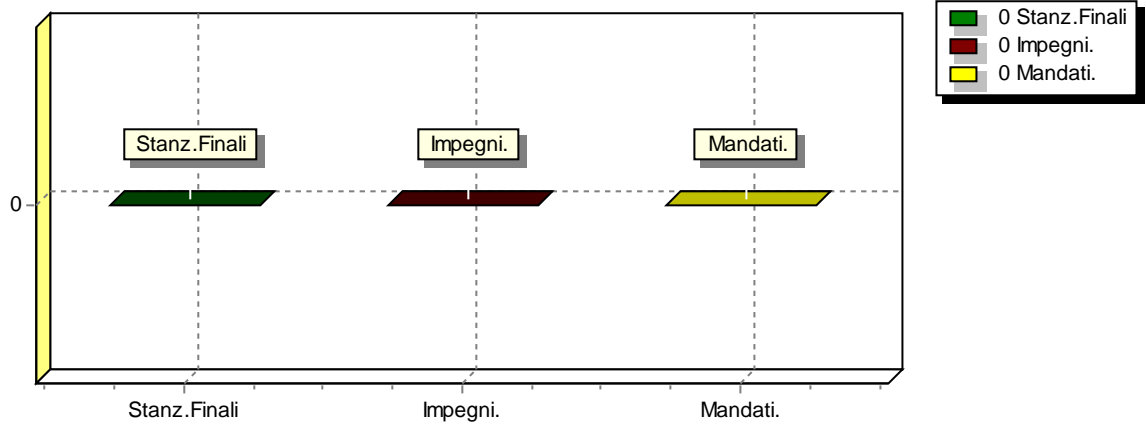 0 Stanz.Finali
0 Impegni.
0 Mandati.
Stanz.Finali
Impegni.
Mandati.
0
Stanz.Finali
Impegni.
Mandati.